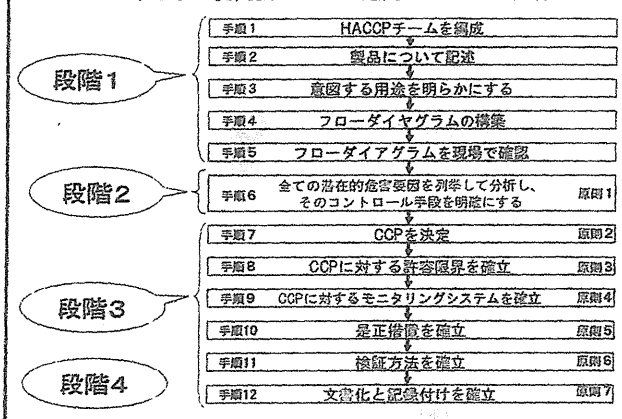 手順1 HACCPチームを編成
手順2 製品について記述
段階1
手順3 意図する用途を明らかにする
手順4 フローダイヤグラムの構築
手順5 フローダイアグラムを現場で確認
段階2
手順6 全ての潜在的危害要因を列挙して分析し、 原則1
そのコントロール手段を明確にする
手順7 CCPを決定 原則2
手順8 CCPに対する許容限界を確立 原則3
段階3
手順9 CCPに対するモニタリングシステムを確立 原則4
手順10 是正措置を確立 原則5
手順11 検証方法を確立 原則6
段階4
手順12 文書化と記録付けを確立 原則7